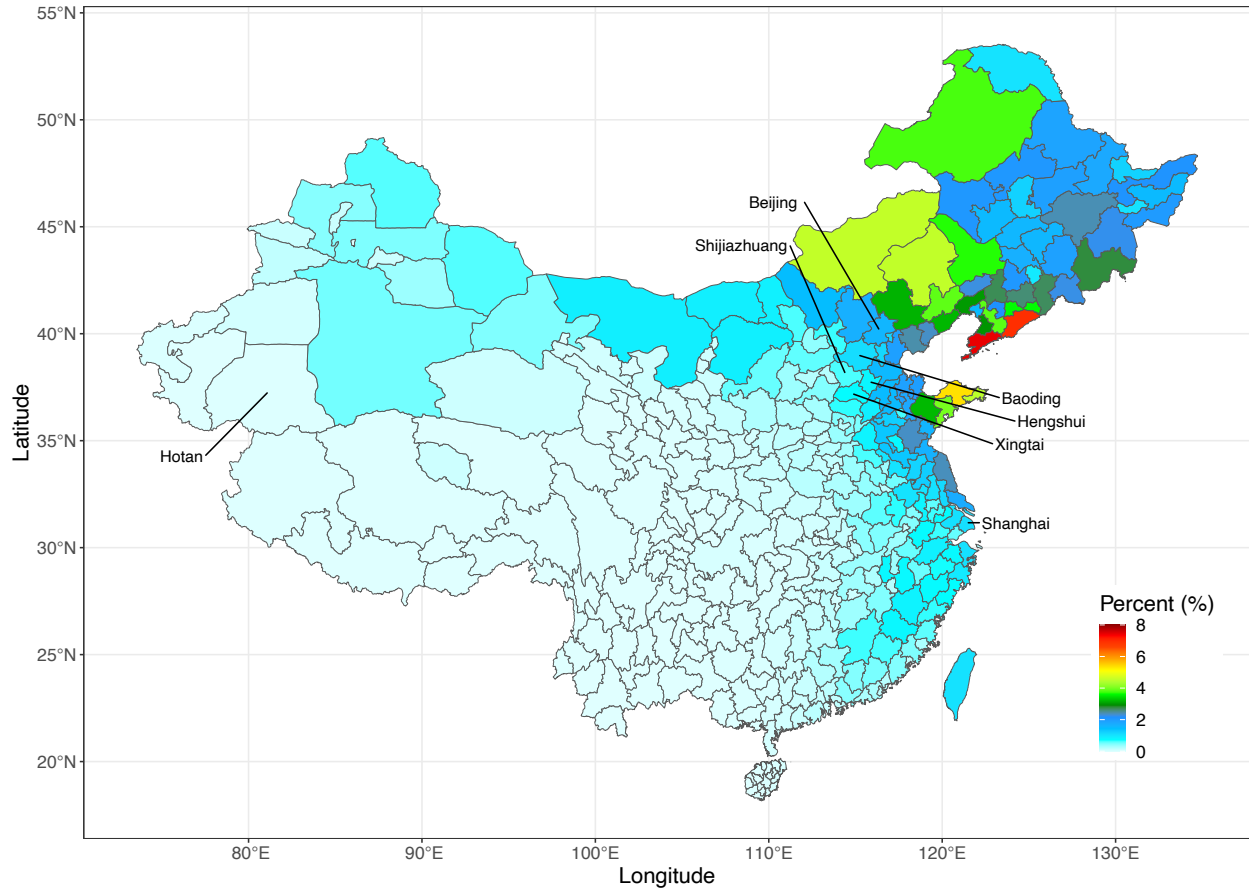 55°N
50°N
45°N
40°N
35°N
30°N
25°N
20°N
Latitude
Beijing
Shijiazhuang
Baoding
Hengshui
Xingtai
Hotan
Shanghai
Percent (%)
8
6
4
2
0
80°E 90°E 100°E 110°E 120°E 130°E
Longitude